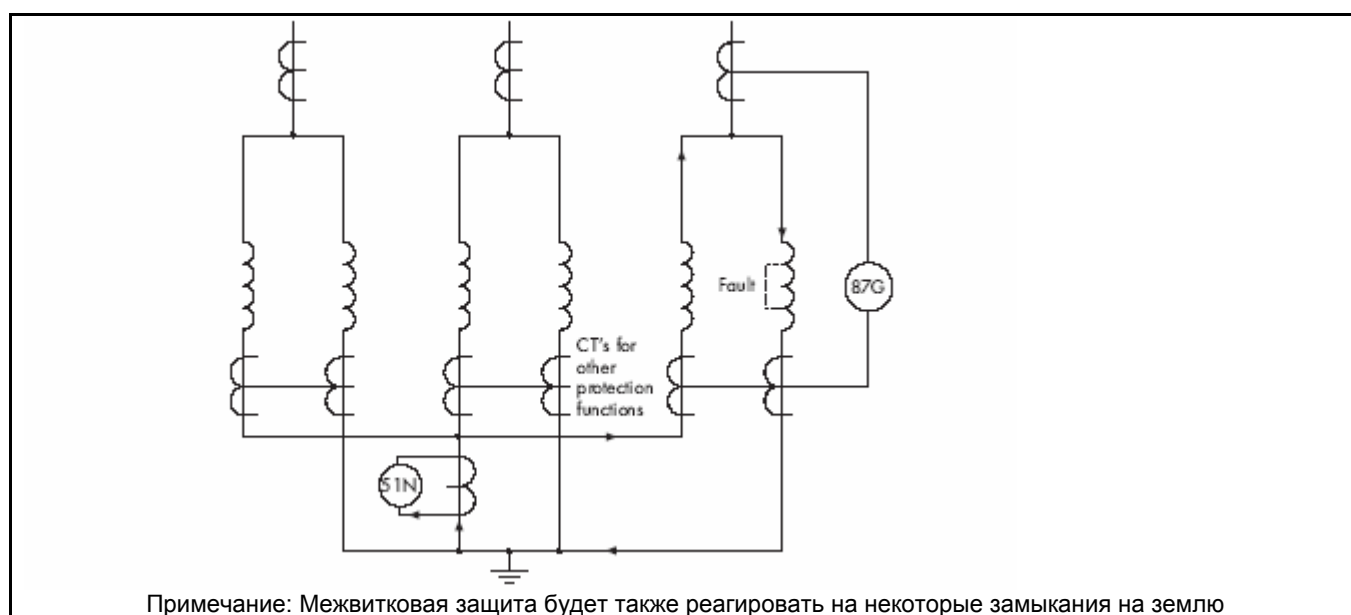 Fault
87G
CT's for
other
protection
functions
51N
Примечание: Межвитковая защита будет также реагировать на некоторые замыкания на землю